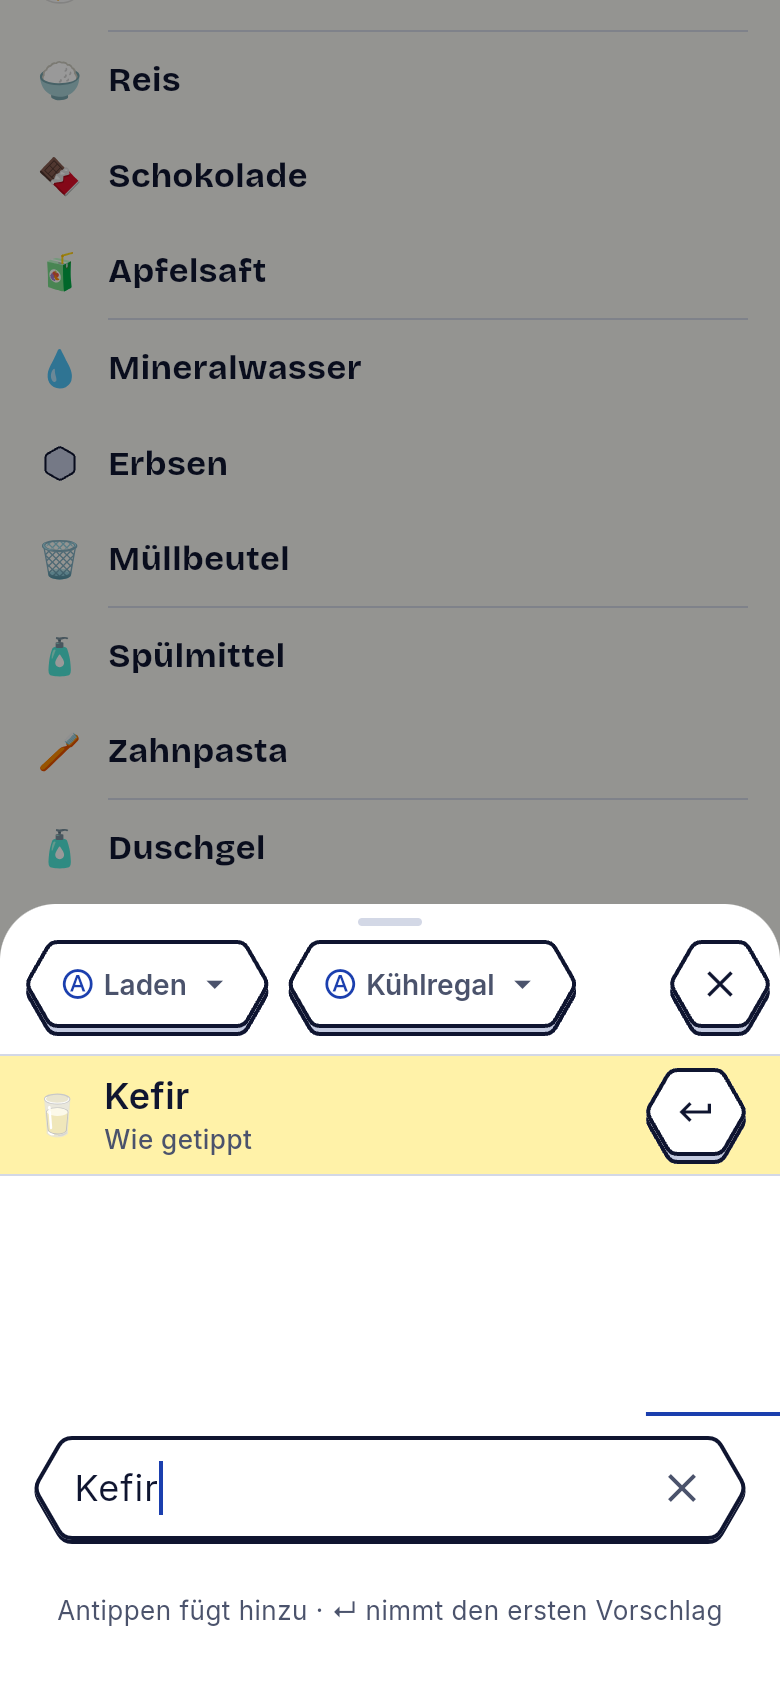 Reis
Schokolade
Apfelsaft
Mineralwasser
Erbsen
Müllbeutel
Spülmittel
Zahnpasta
Duschgel
A Laden
A Kühlregal
Kefir
Wie getippt
Kefir
Antippen fügt hinzu · ↵ nimmt den ersten Vorschlag